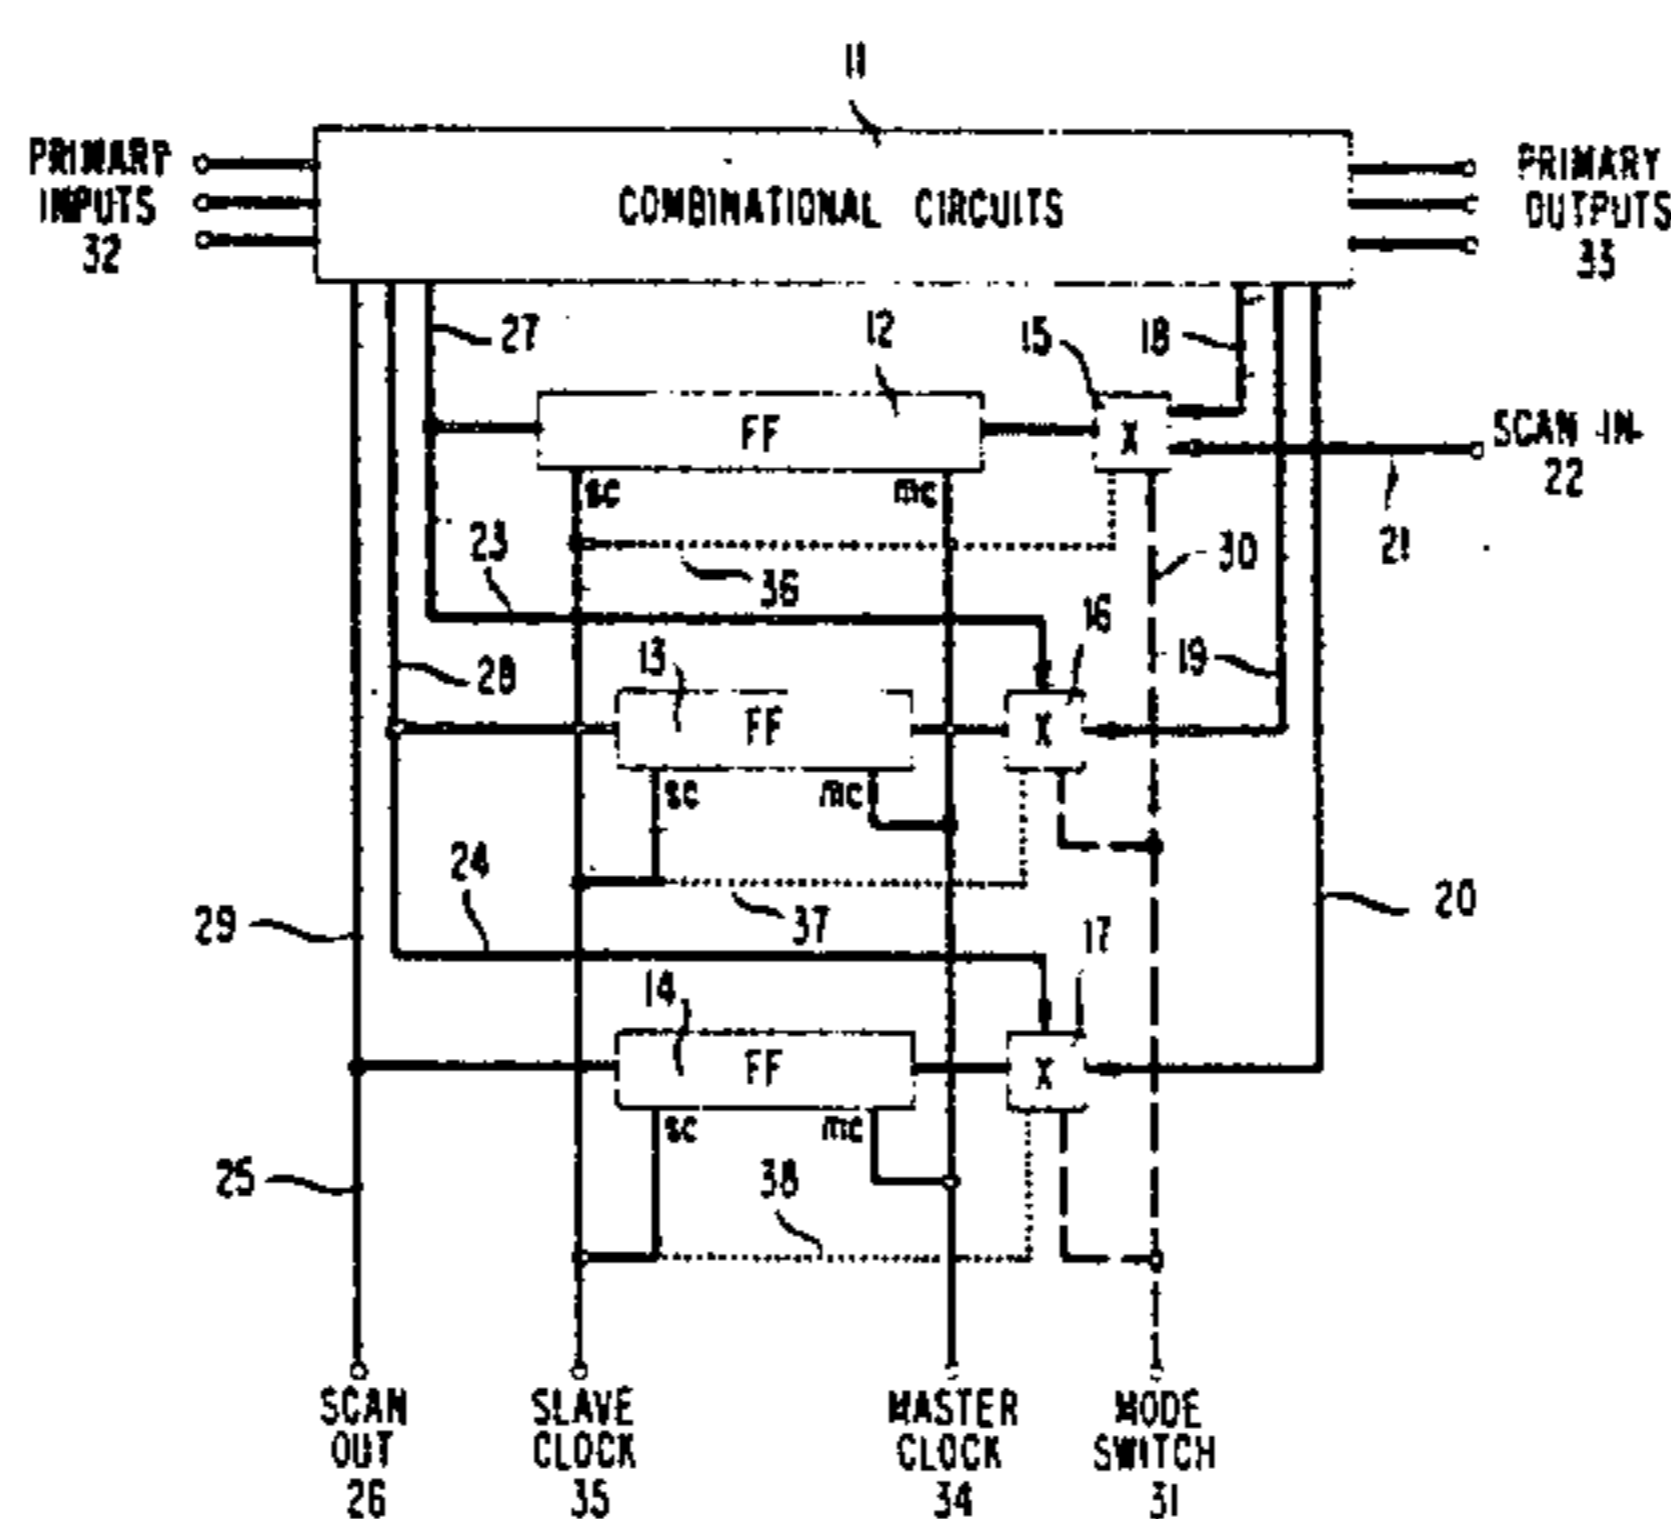 11
PRIMARY
INPUTS
32
COMBINATIONAL CIRCUITS
PRIMARY
OUTPUTS
33
27
12
15
18
FF
X
SCAN IN
22
sc
mc
23
36
30
21
16
28
13
19
FF
X
sc
mc
24
37
29
17
20
14
FF
X
sc
mc
25
38
SCAN
OUT
26
SLAVE
CLOCK
35
MASTER
CLOCK
34
MODE
SWITCH
31